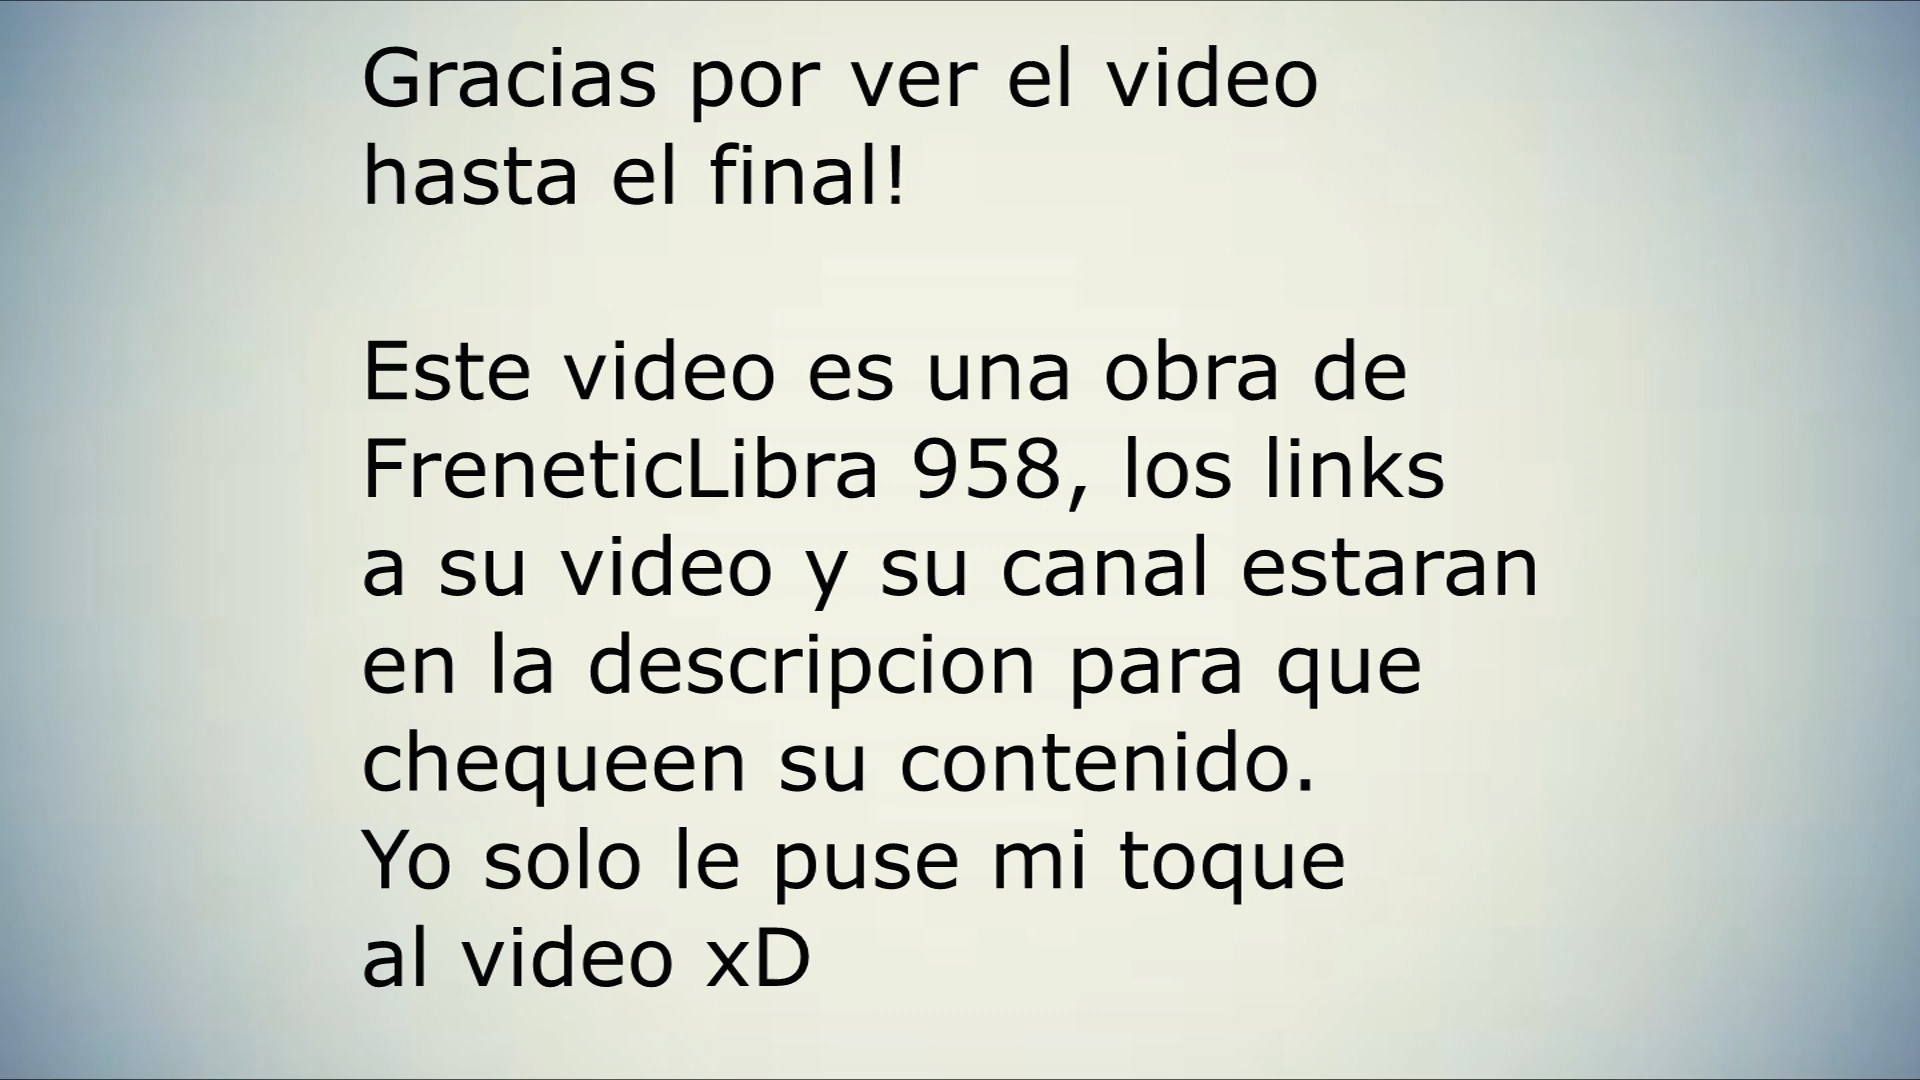 Gracias por ver el video
hasta el final!
Este video es una obra de
FreneticLibra 958, los links
a su video y su canal estaran
en la descripcion para que
chequeen su contenido.
Yo solo le puse mi toque
al video xD